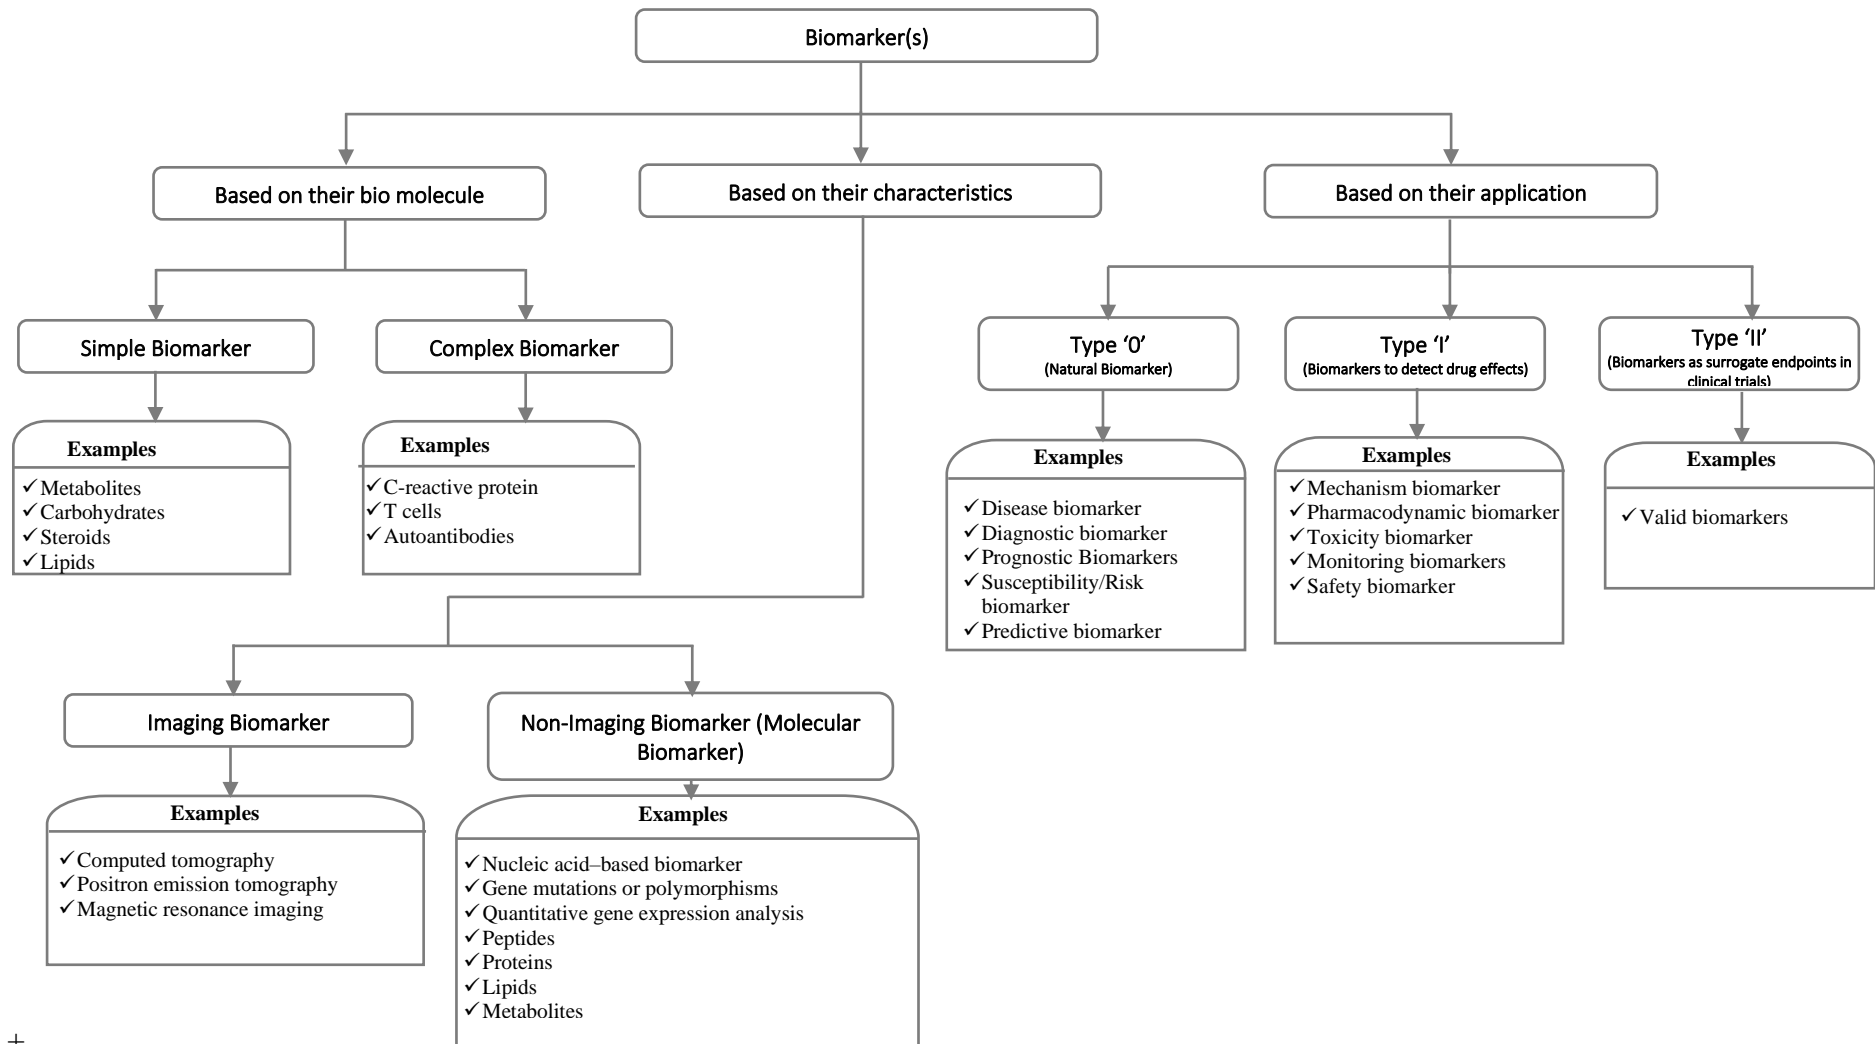 Biomarker(s)
Based on their bio molecule
Based on their characteristics
Based on their application
Simple Biomarker
Complex Biomarker
Type ‘0’
(Natural Biomarker)
Type ‘I’
(Biomarkers to detect drug effects)
Type ‘II’
(Biomarkers as surrogate endpoints in
clinical trials)
Examples
✓Metabolites
✓Carbohydrates
✓Steroids
✓Lipids
Examples
✓C-reactive protein
✓T cells
✓Autoantibodies
Examples
✓Disease biomarker
✓Diagnostic biomarker
✓Prognostic Biomarkers
✓Susceptibility/Risk
biomarker
✓Predictive biomarker
Examples
✓Mechanism biomarker
✓Pharmacodynamic biomarker
✓Toxicity biomarker
✓Monitoring biomarkers
✓Safety biomarker
Examples
✓Valid biomarkers
Imaging Biomarker
Non-Imaging Biomarker (Molecular
Biomarker)
Examples
✓Computed tomography
✓Positron emission tomography
✓Magnetic resonance imaging
Examples
✓Nucleic acid–based biomarker
✓Gene mutations or polymorphisms
✓Quantitative gene expression analysis
✓Peptides
✓Proteins
✓Lipids
✓Metabolites
+